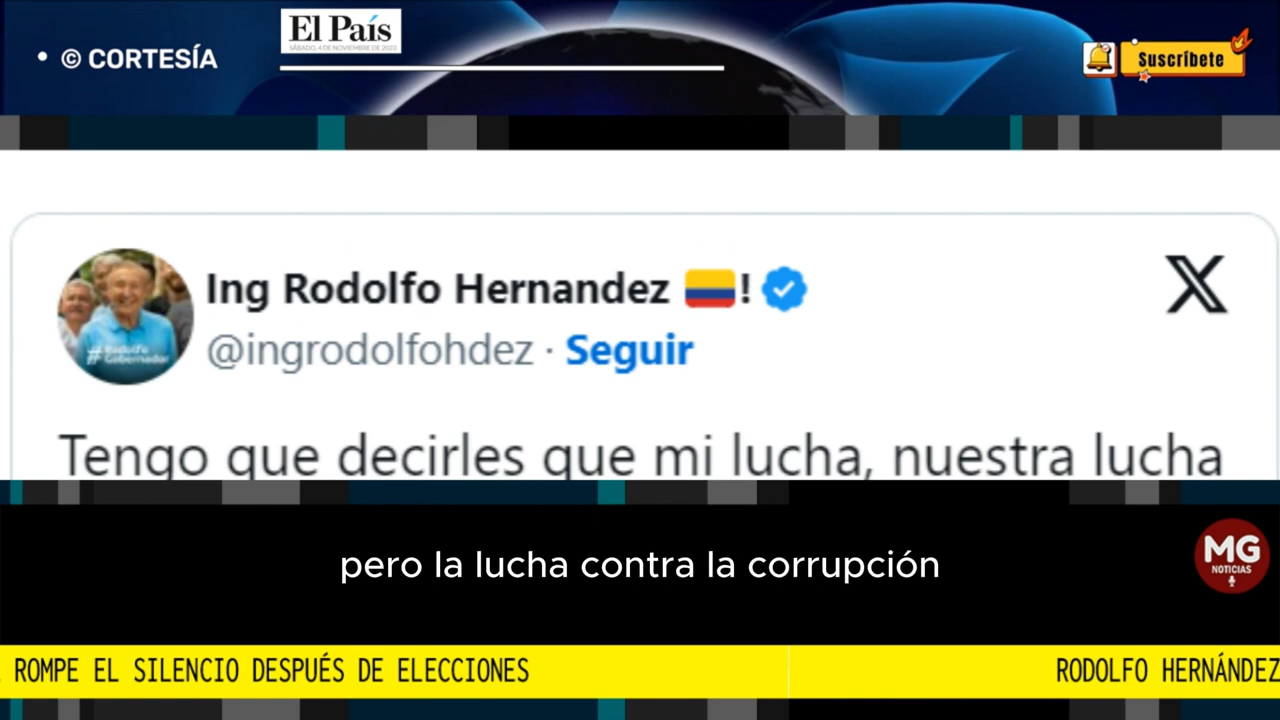 • © CORTESÍA
El País
SÁBADO, 4 DE NOVIEMBRE DE 2023
Suscríbete
Ing Rodolfo Hernandez 🇨🇴!
@ingrodolfohdez · Seguir
#Rodolfo
Gobernador
Tengo que decirles que mi lucha, nuestra lucha
pero la lucha contra la corrupción
MG
NOTICIAS
ROMPE EL SILENCIO DESPUÉS DE ELECCIONES
RODOLFO HERNÁNDEZ